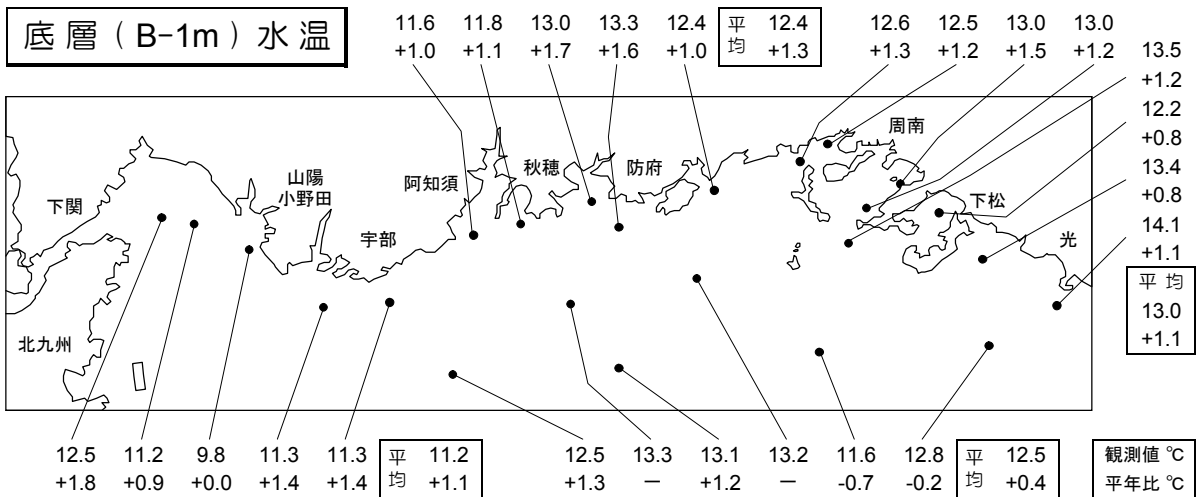 底層（B-1m）水温
11.6 11.8 13.0 13.3 12.4 平 12.4 12.6 12.5 13.0 13.0
+1.0 +1.1 +1.7 +1.6 +1.0 均 +1.3 +1.3 +1.2 +1.5 +1.2
13.5
+1.2
12.2
+0.8
13.4
+0.8
14.1
+1.1
平均
13.0
+1.1
周南
秋穂
防府
山陽
小野田
阿知須
下関
下松
宇部
光
北九州
12.5 11.2 9.8 11.3 11.3 平 11.2 12.5 13.3 13.1 13.2 11.6 12.8 平 12.5 観測値 ℃
+1.8 +0.9 +0.0 +1.4 +1.4 均 +1.1 +1.3 － +1.2 － -0.7 -0.2 均 +0.4 平年比 ℃